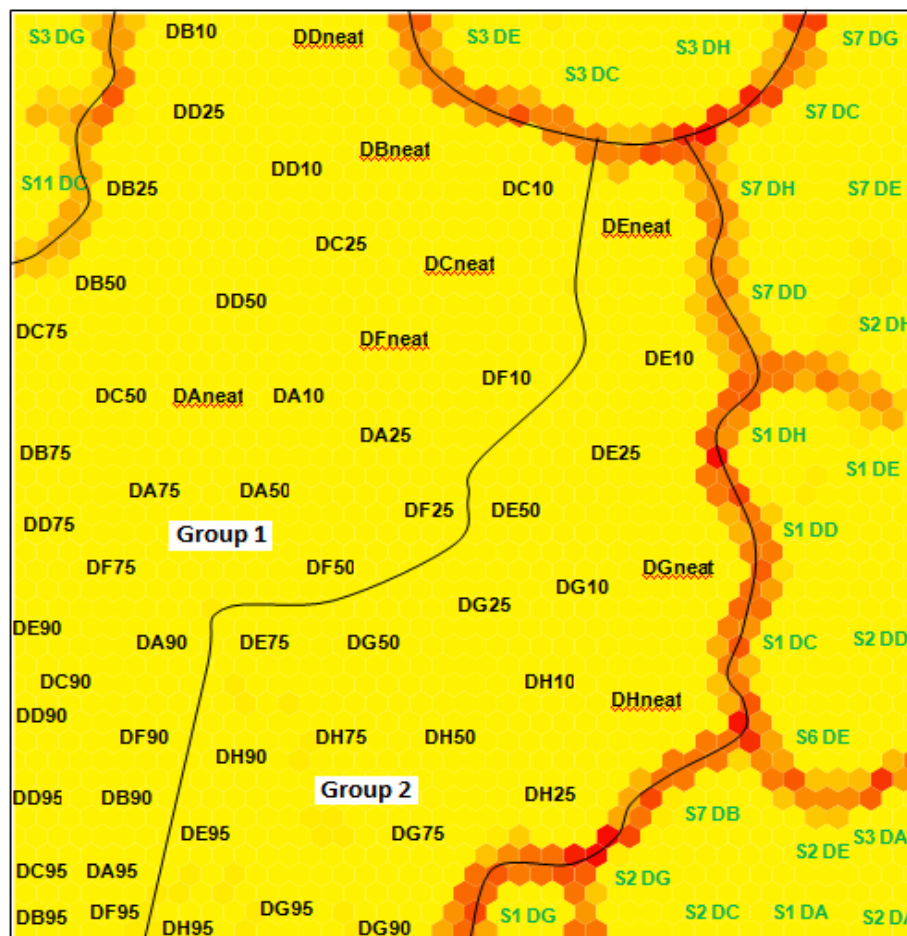 S3 DG DB10 DDneat S3 DE S3 DH S7 DG
S3 DC
DD25 S7 DC
DBneat
DD10
S11 DC DB25 DC10 S7 DH S7 DE
DEneat
DC25
DCneat
DB50 S7 DD
DD50
DC75 DFneat S2 DH
DE10
DF10
DC50 DAneat DA10
DA25 S1 DH
DB75 DE25
S1 DE
DA75 DA50
DF25 DE50
DD75 Group 1 S1 DD
DF75 DF50 DGneat
DG10
DG25
DE90
DA90 DE75 DG50 S1 DC S2 DD
DC90 DH10
DHneat
DD90
DF90 DH75 DH50 S6 DE
DH90
Group 2
DD95 DB90 DH25
S7 DB
DE95 DG75 S3 DA
S2 DE
DC95 DA95 S2 DG
DB95 DF95 DG95 S1 DG S2 DC S1 DA S2 DA
DH95 DG90